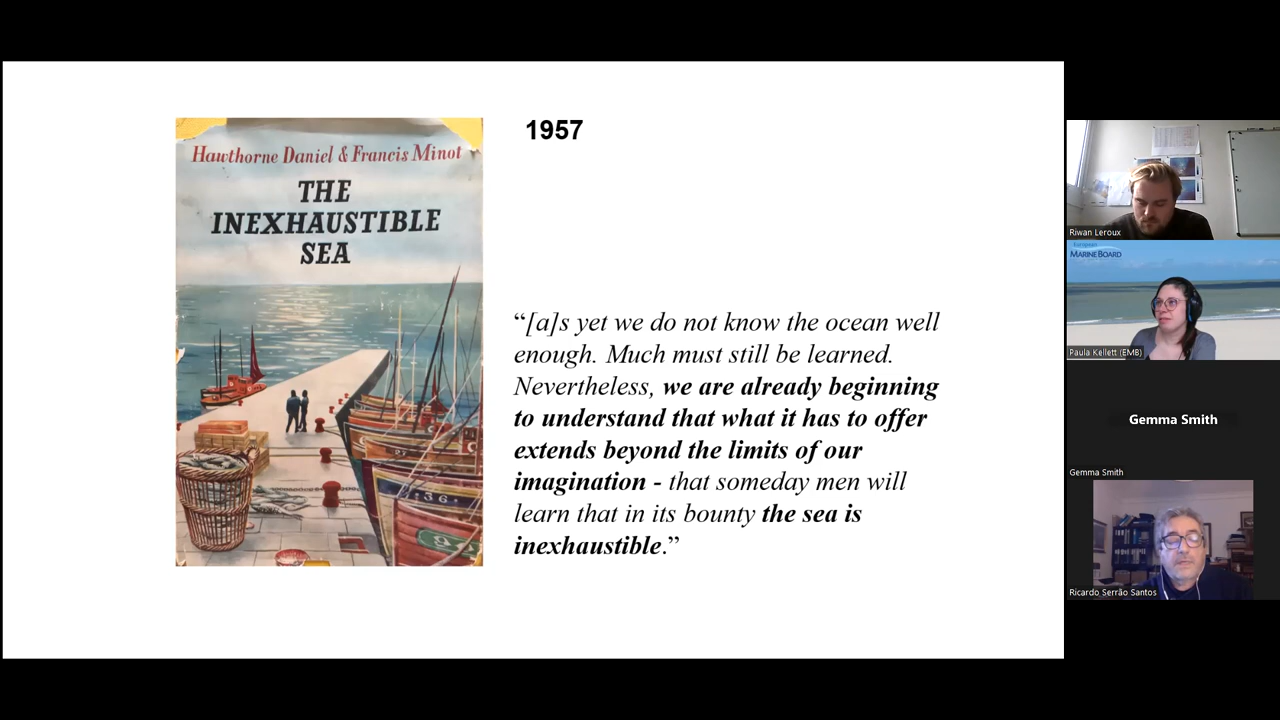 Hawthorne Daniel & Francis Minot
THE
INEXHAUSTIBLE
SEA
36
1957
“[a]s yet we do not know the ocean well
enough. Much must still be learned.
Nevertheless, we are already beginning
to understand that what it has to offer
extends beyond the limits of our
imagination - that someday men will
learn that in its bounty the sea is
inexhaustible.”
Riwan Leroux
European
MARINE BOARD
Paula Kellett (EMB)
Gemma Smith
Gemma Smith
Ricardo Serrão Santos